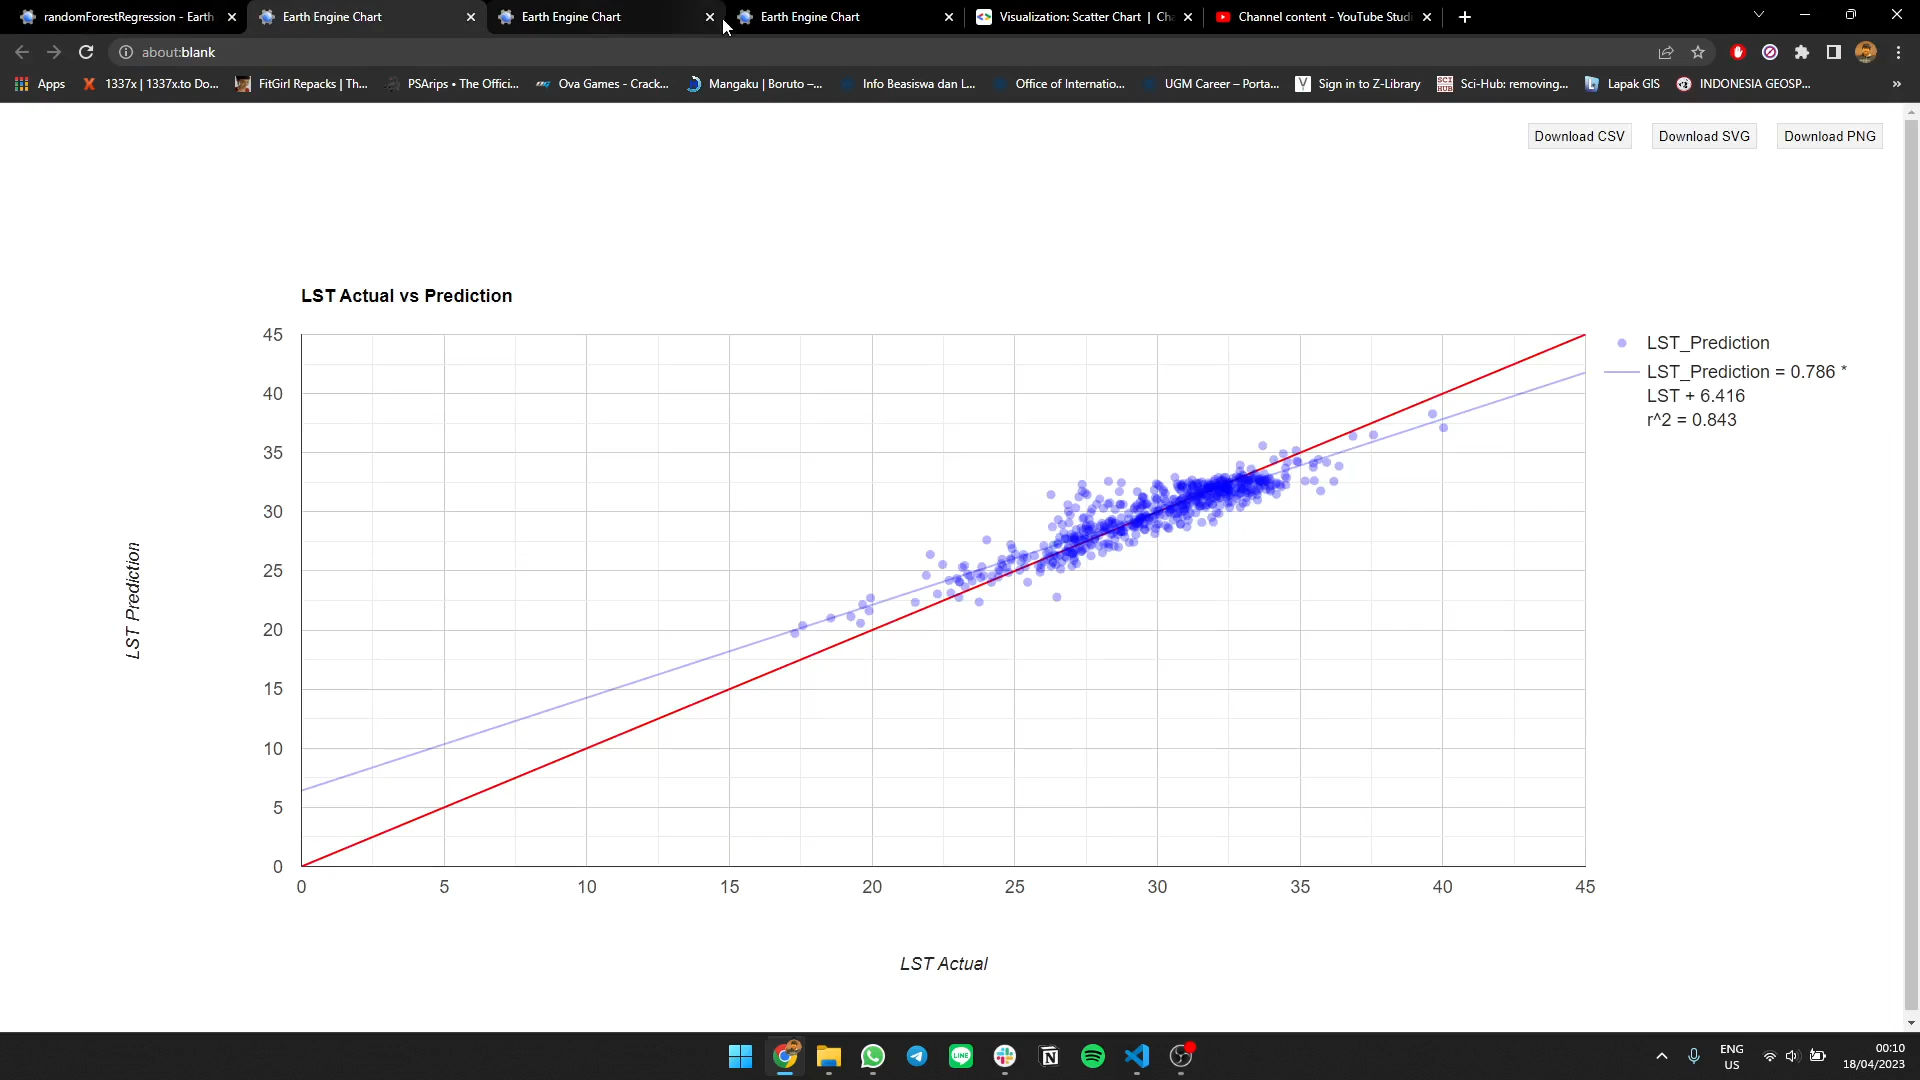 randomForestRegression - Earth
Earth Engine Chart
Earth Engine Chart
Earth Engine Chart
Visualization: Scatter Chart | Ch
Channel content - YouTube Studi
about:blank
Apps
1337x | 1337x.to Do...
FitGirl Repacks | Th...
PSArips • The Offici...
Ova Games - Crack...
Mangaku | Boruto –...
Info Beasiswa dan L...
Office of Internatio...
UGM Career – Porta...
Sign in to Z-Library
SCI HUB
Sci-Hub: removing...
Lapak GIS
INDONESIA GEOSP...
Download CSV
Download SVG
Download PNG
LST Actual vs Prediction
45
40
35
30
25
20
15
10
5
0
LST Prediction
0 5 10 15 20 25 30 35 40 45
LST Actual
LST_Prediction
LST_Prediction = 0.786 *
LST + 6.416
r^2 = 0.843
LINE
ENG
US
00:10
18/04/2023